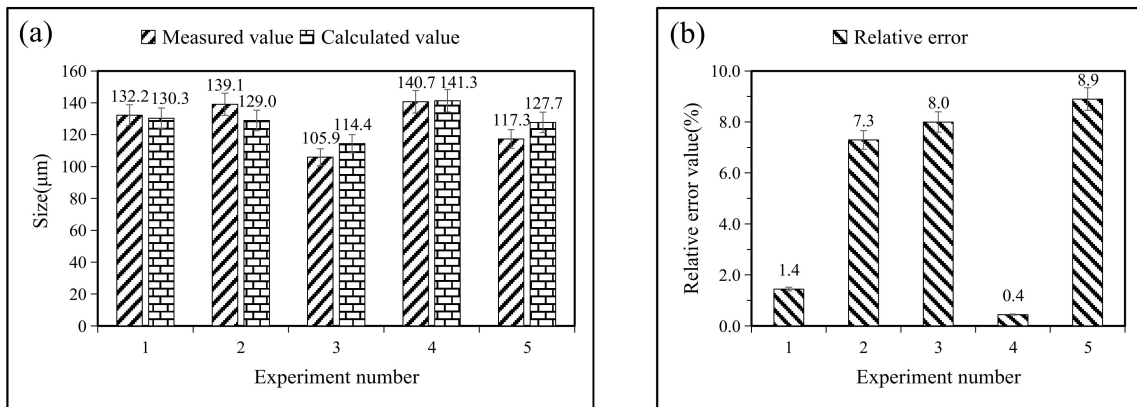 (a)
Measured value Calculated value
160
140
120
100
80
60
40
20
0
Size(μm)
132.2 130.3
139.1 129.0
105.9 114.4
140.7 141.3
117.3 127.7
1 2 3 4 5
Experiment number
(b)
Relative error
10.0
8.0
6.0
4.0
2.0
0.0
Relative error value(%)
1.4
7.3
8.0
0.4
8.9
1 2 3 4 5
Experiment number